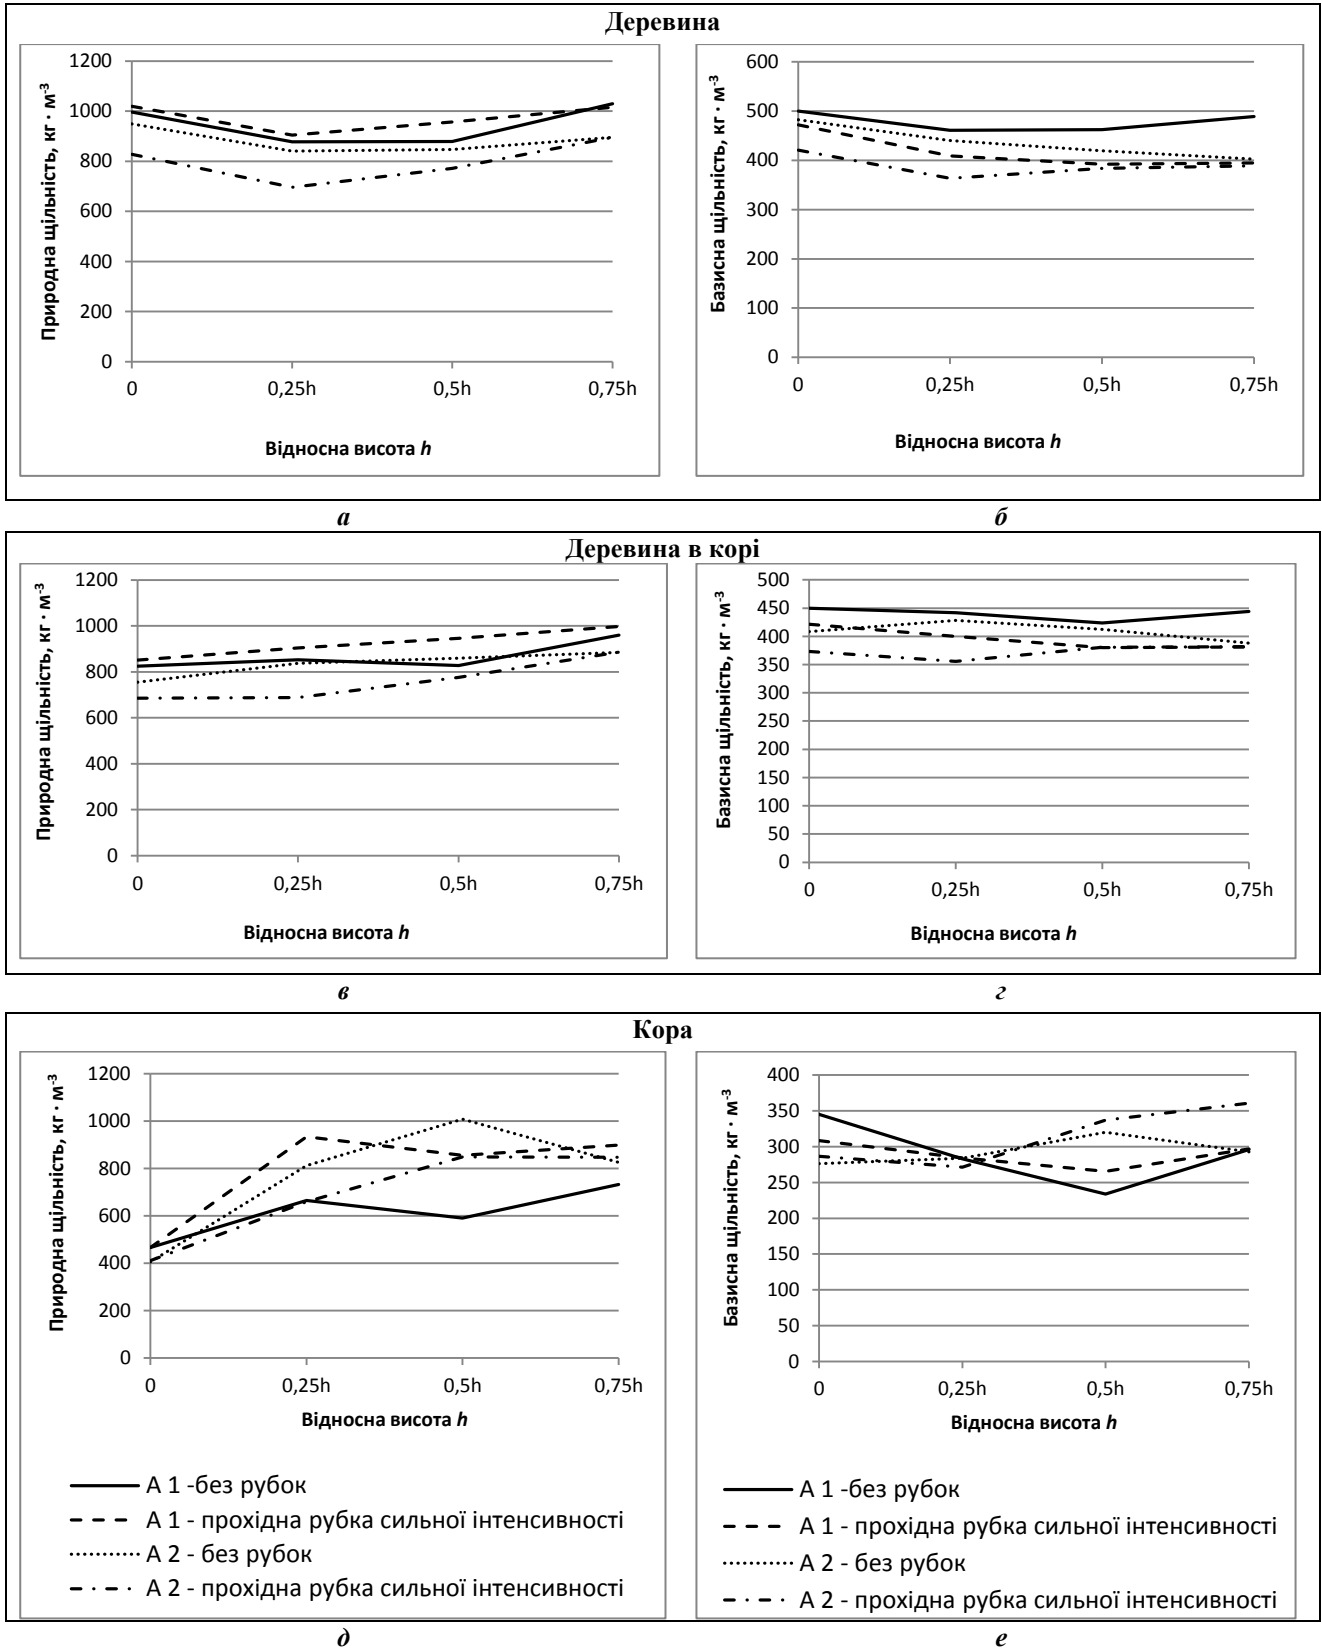 Деревина
Природна щільність, кг · м-3
1200
1000
800
600
400
200
0
0 0,25h 0,5h 0,75h
Відносна висота h
Базисна щільність, кг · м-3
600
500
400
300
200
100
0
0 0,25h 0,5h 0,75h
Відносна висота h
а б
Деревина в корі
Природна щільність, кг · м-3
1200
1000
800
600
400
200
0
0 0,25h 0,5h 0,75h
Відносна висота h
Базисна щільність, кг · м-3
500
450
400
350
300
250
200
150
100
50
0
0 0,25h 0,5h 0,75h
Відносна висота h
в г
Кора
Природна щільність, кг · м-3
1200
1000
800
600
400
200
0
0 0,25h 0,5h 0,75h
Відносна висота h
А 1 -без рубок
А 1 - прохідна рубка сильної інтенсивності
А 2 - без рубок
А 2 - прохідна рубка сильної інтенсивності
Базисна щільність, кг · м-3
400
350
300
250
200
150
100
50
0
0 0,25h 0,5h 0,75h
Відносна висота h
А 1 -без рубок
А 1 - прохідна рубка сильної інтенсивності
А 2 - без рубок
А 2 - прохідна рубка сильної інтенсивності
д е